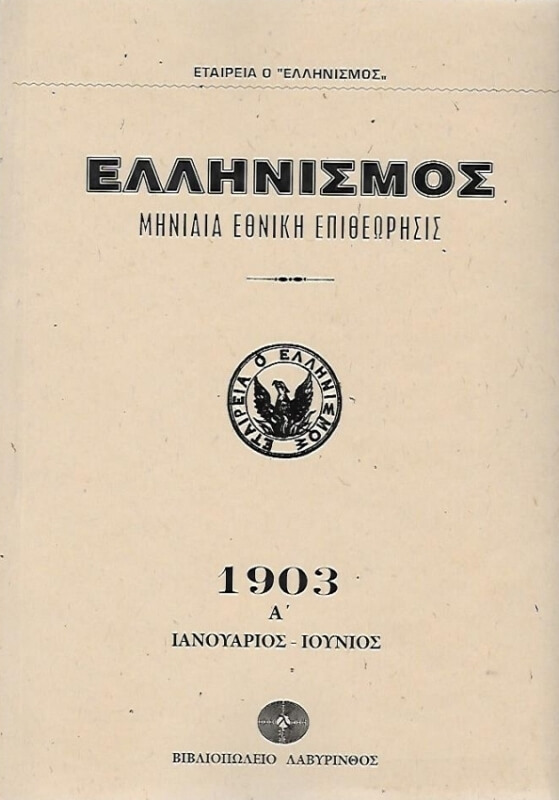 ΕΤΑΙΡΕΙΑ Ο "ΕΛΛΗΝΙΣΜΟΣ„
ΕΛΛΗΝΙΣΜΟΣ
ΜΗΝΙΑΙΑ ΕΘΝΙΚΗ ΕΠΙΘΕΩΡΗΣΙΣ
ΕΤΑΙΡΕΙΑ Ο ΕΛΛΗΝΙΣΜΟΣ
1903
Α΄
ΙΑΝΟΥΑΡΙΟΣ - ΙΟΥΝΙΟΣ
ΒΙΒΛΙΟΠΩΛΕΙΟ ΛΑΒΥΡΙΝΘΟΣ